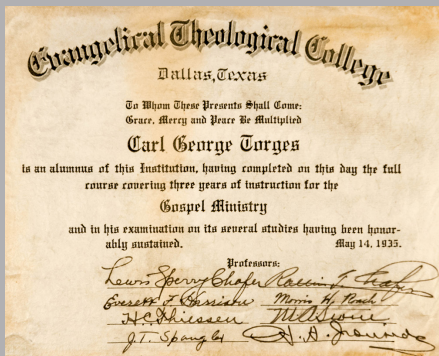 Evangelical Theological College
Dallas, Texas
To Whom These Presents Shall Come:
Grace, Mercy and Peace Be Multiplied
Carl George Torges
is an alumnus of this Institution, having completed on this day the full
course covering three years of instruction for the
Gospel Ministry
and in his examination on its several studies having been honor-
ably sustained. May 14, 1935.
Professors:
Lewis Sperry Chafer Rollin T. Chafer
Everett F. Harrison Morris H. Roach
H.C. Thiessen
J.T. Spangler H. A. Ironside